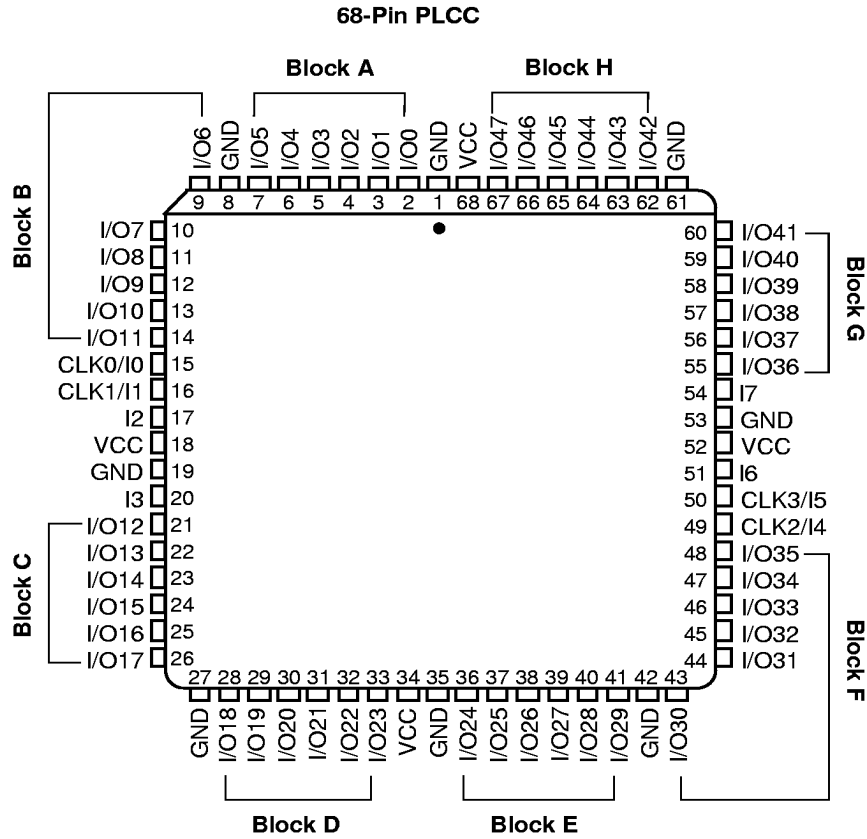 68-Pin PLCC
Block A
Block H
I/O6
GND
I/O5
I/O4
I/O3
I/O2
I/O1
I/O0
GND
VCC
I/O47
I/O46
I/O45
I/O44
I/O43
I/O42
GND
9 8 7 6 5 4 3 2 1 68 67 66 65 64 63 62 61
Block B
I/O7 10
I/O8 11
I/O9 12
I/O10 13
I/O11 14
CLK0/I0 15
CLK1/I1 16
I2 17
VCC 18
GND 19
I3 20
I/O12 21
I/O13 22
I/O14 23
I/O15 24
I/O16 25
I/O17 26
Block C
60 I/O41
59 I/O40
58 I/O39
57 I/O38
56 I/O37
55 I/O36
54 I7
53 GND
52 VCC
51 I6
50 CLK3/I5
49 CLK2/I4
48 I/O35
47 I/O34
46 I/O33
45 I/O32
44 I/O31
Block G
Block F
27 28 29 30 31 32 33 34 35 36 37 38 39 40 41 42 43
GND
I/O18
I/O19
I/O20
I/O21
I/O22
I/O23
VCC
GND
I/O24
I/O25
I/O26
I/O27
I/O28
I/O29
GND
I/O30
Block D
Block E